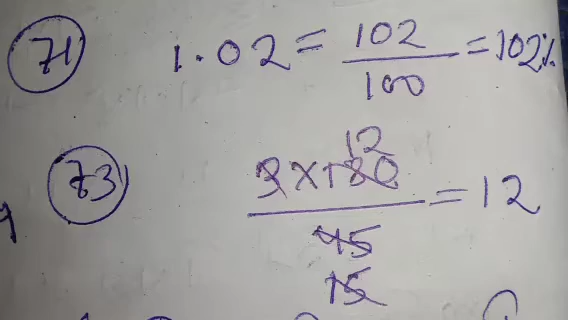 71 1.02 = 102/100 = 102%
73 3 x 180/45 = 12
12
15